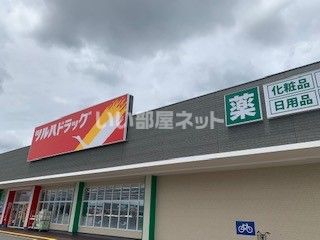 ツルハドラッグ
いい部屋ネット
薬
化粧品
日用品